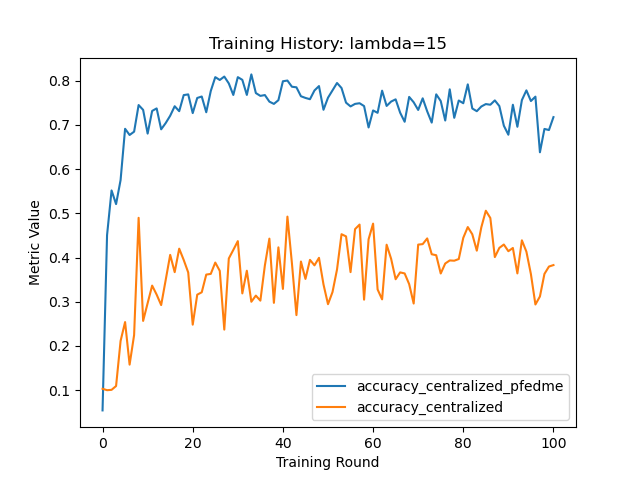 Training History: lambda=15
Metric Value
0.8
0.7
0.6
0.5
0.4
0.3
0.2
0.1
accuracy_centralized_pfedme
accuracy_centralized
0 20 40 60 80 100
Training Round